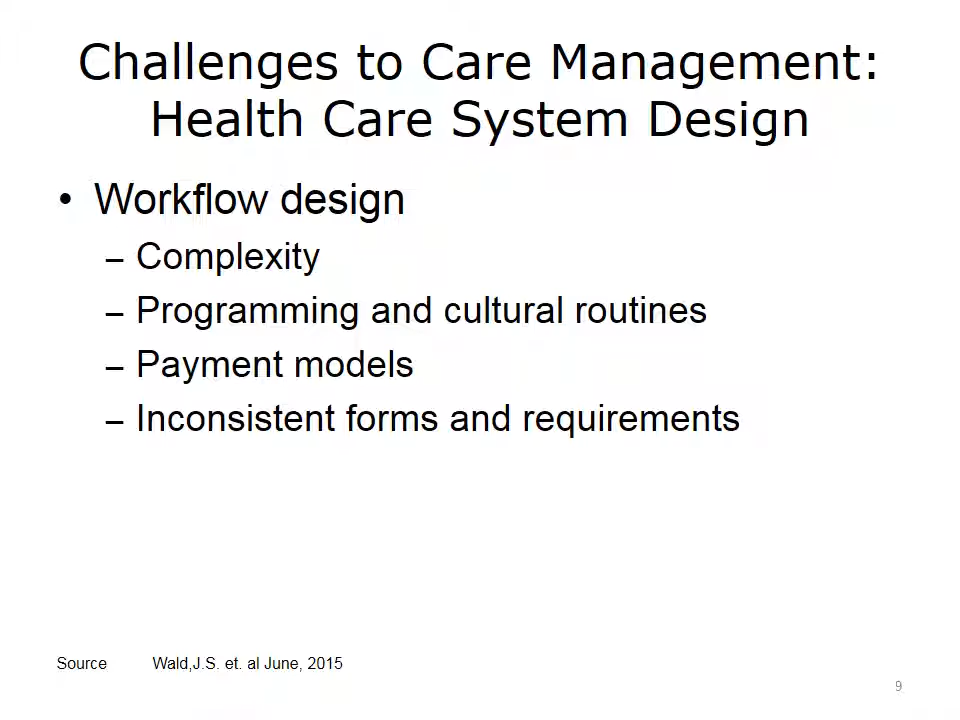 Challenges to Care Management:
Health Care System Design
• Workflow design
– Complexity
– Programming and cultural routines
– Payment models
– Inconsistent forms and requirements
Source Wald,J.S. et. al June, 2015
9